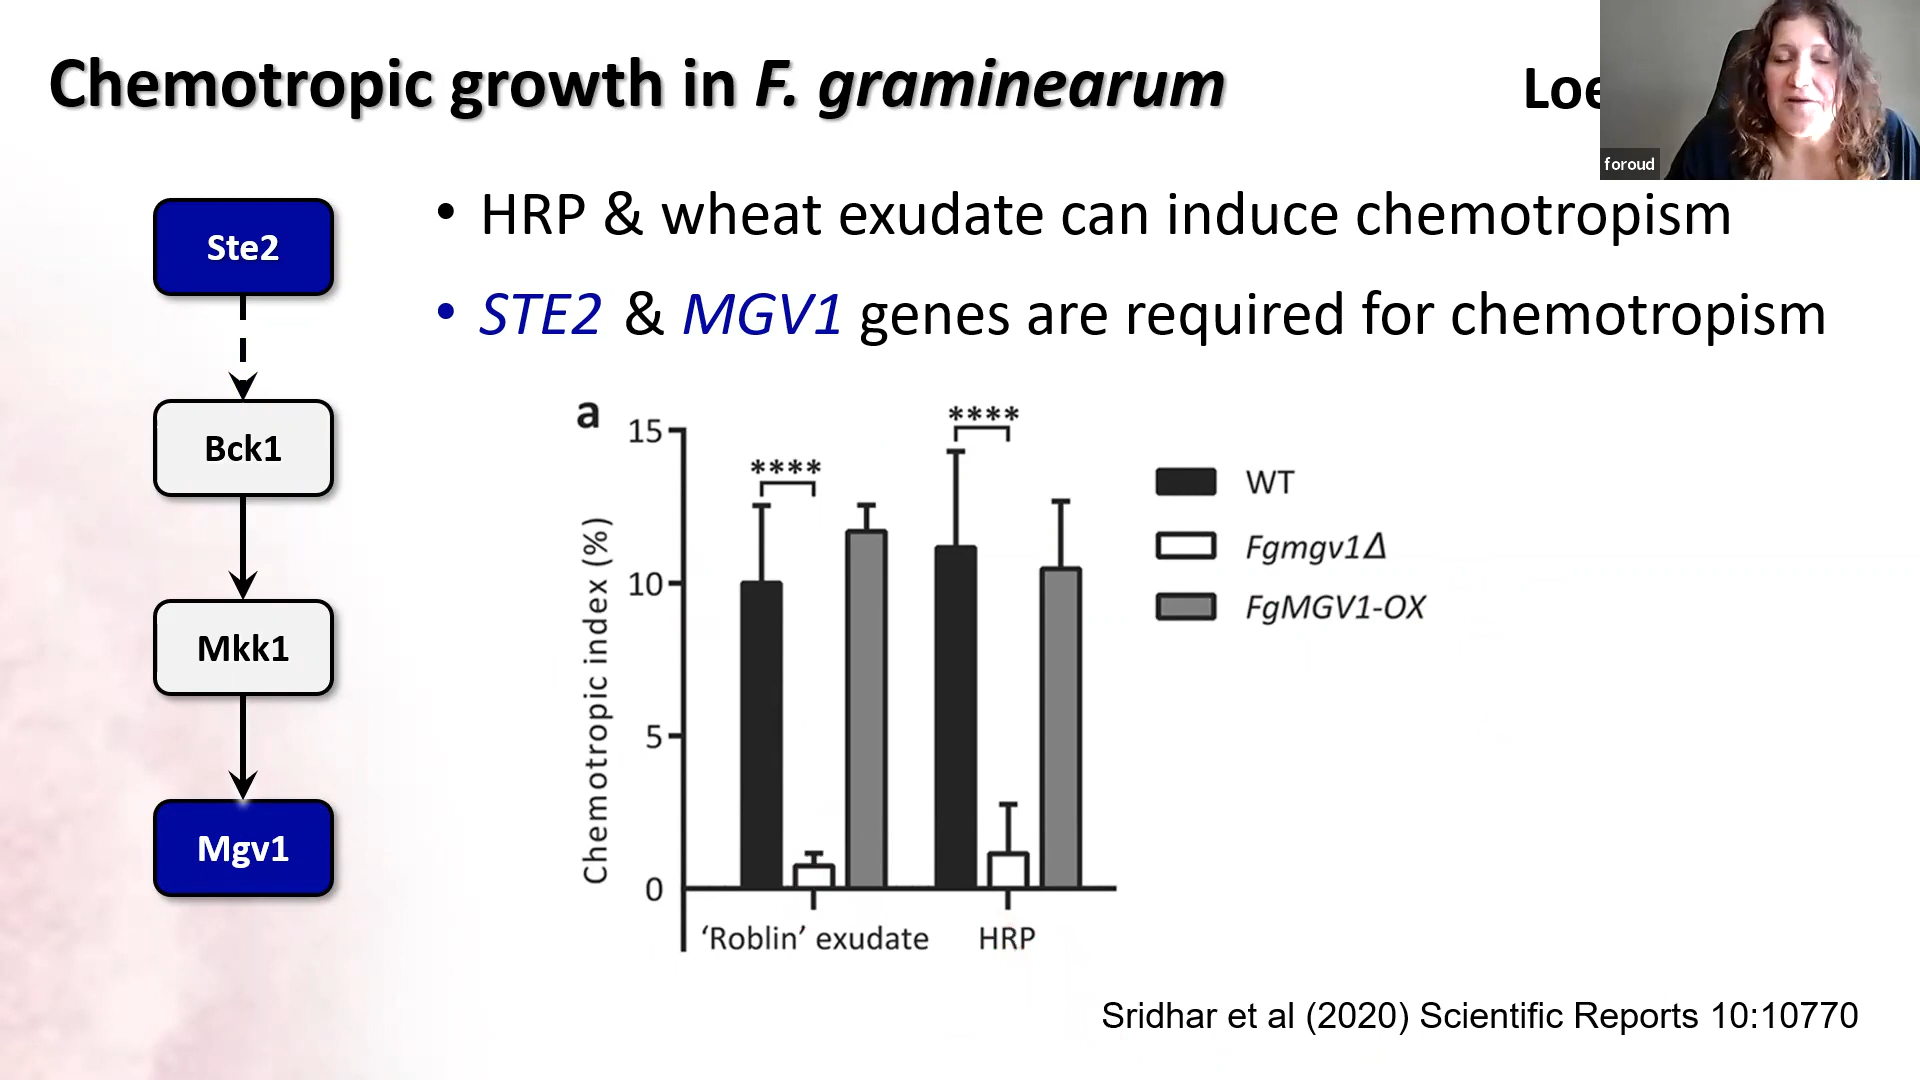 Chemotropic growth in F. graminearum
foroud
• HRP & wheat exudate can induce chemotropism
• STE2 & MGV1 genes are required for chemotropism
Ste2
Bck1
Mkk1
Mgv1
a
15
10
5
0
Chemotropic index (%)
****
****
‘Roblin’ exudate
HRP
WT
Fgmgv1Δ
FgMGV1-OX
Sridhar et al (2020) Scientific Reports 10:10770